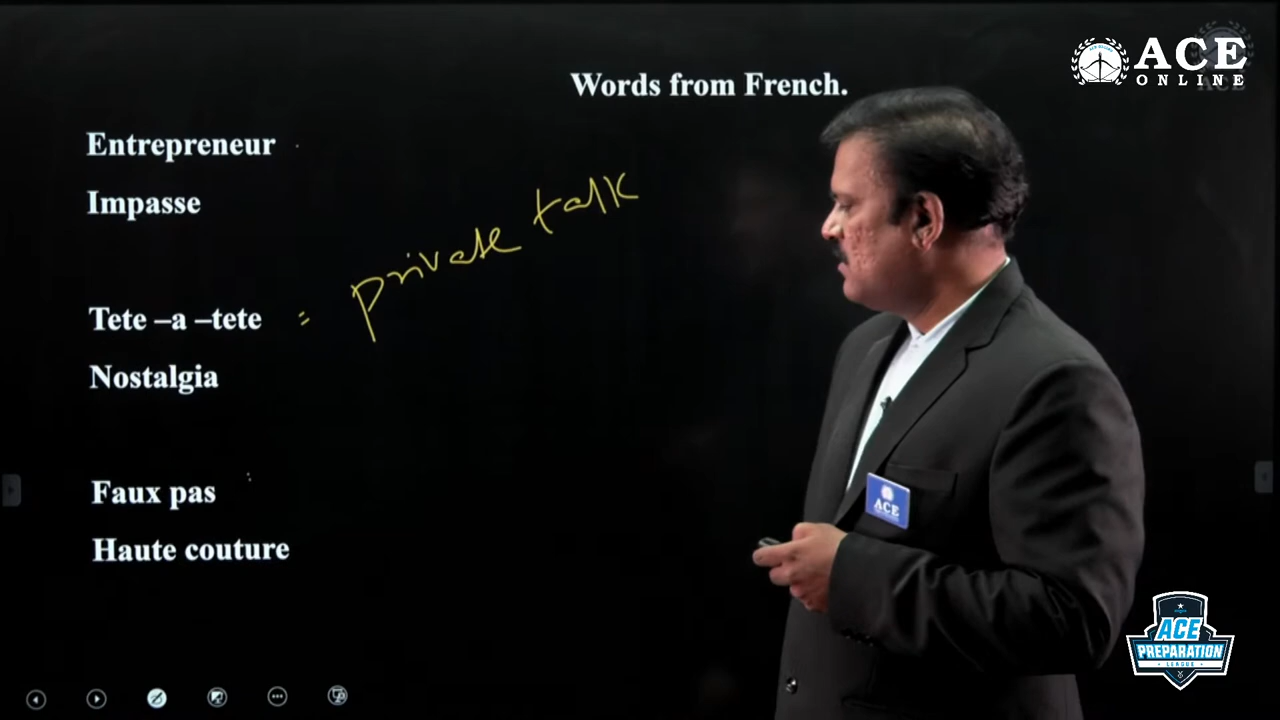 ACE
ONLINE
Words from French.
Entrepreneur
Impasse
private talk
Tete –a –tete =
Nostalgia
Faux pas
Haute couture
ACE
ACE
PREPARATION
LEAGUE